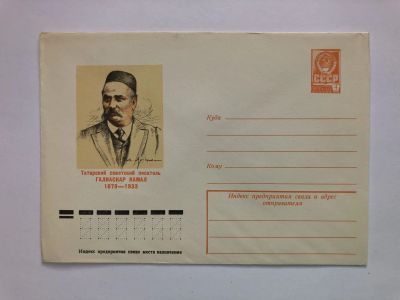 СССР
Татарский советский писатель
ГАЛИАСКАР КАМАЛ
1879—1933
Куда
Кому
Индекс предприятия связи и адрес
отправителя
Индекс предприятия связи места назначения